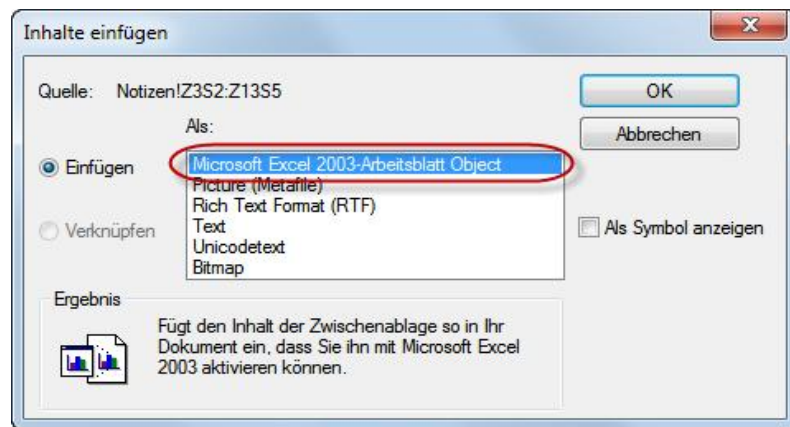 Inhalte einfügen
Quelle: Notizen!Z3S2:Z13S5
OK
Abbrechen
Als:
Einfügen
Verknüpfen
Microsoft Excel 2003-Arbeitsblatt Object
Picture (Metafile)
Rich Text Format (RTF)
Text
Unicodetext
Bitmap
Als Symbol anzeigen
Ergebnis
Fügt den Inhalt der Zwischenablage so in Ihr
Dokument ein, dass Sie ihn mit Microsoft Excel
2003 aktivieren können.